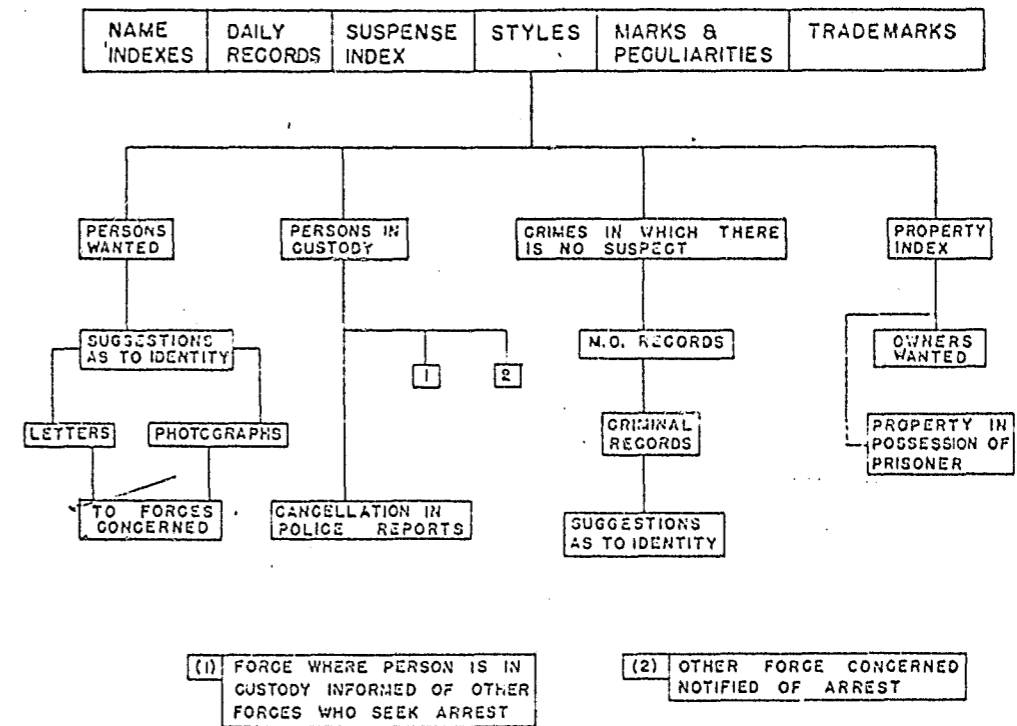 NAME INDEXES
DAILY RECORDS
SUSPENSE INDEX
STYLES
MARKS & PECULIARITIES
TRADEMARKS
PERSONS
WANTED
PERSONS IN
CUSTODY
CRIMES IN WHICH THERE
IS NO SUSPECT
PROPERTY
INDEX
SUGGESTIONS
AS TO IDENTITY
1
2
M.O. RECORDS
OWNERS
WANTED
LETTERS
PHOTOGRAPHS
CRIMINAL
RECORDS
PROPERTY IN
POSSESSION OF
PRISONER
TO FORCES
CONCERNED
CANCELLATION IN
POLICE REPORTS
SUGGESTIONS
AS TO IDENTITY
(1) FORCE WHERE PERSON IS IN
CUSTODY INFORMED OF OTHER
FORCES WHO SEEK ARREST
(2) OTHER FORCE CONCERNED
NOTIFIED OF ARREST